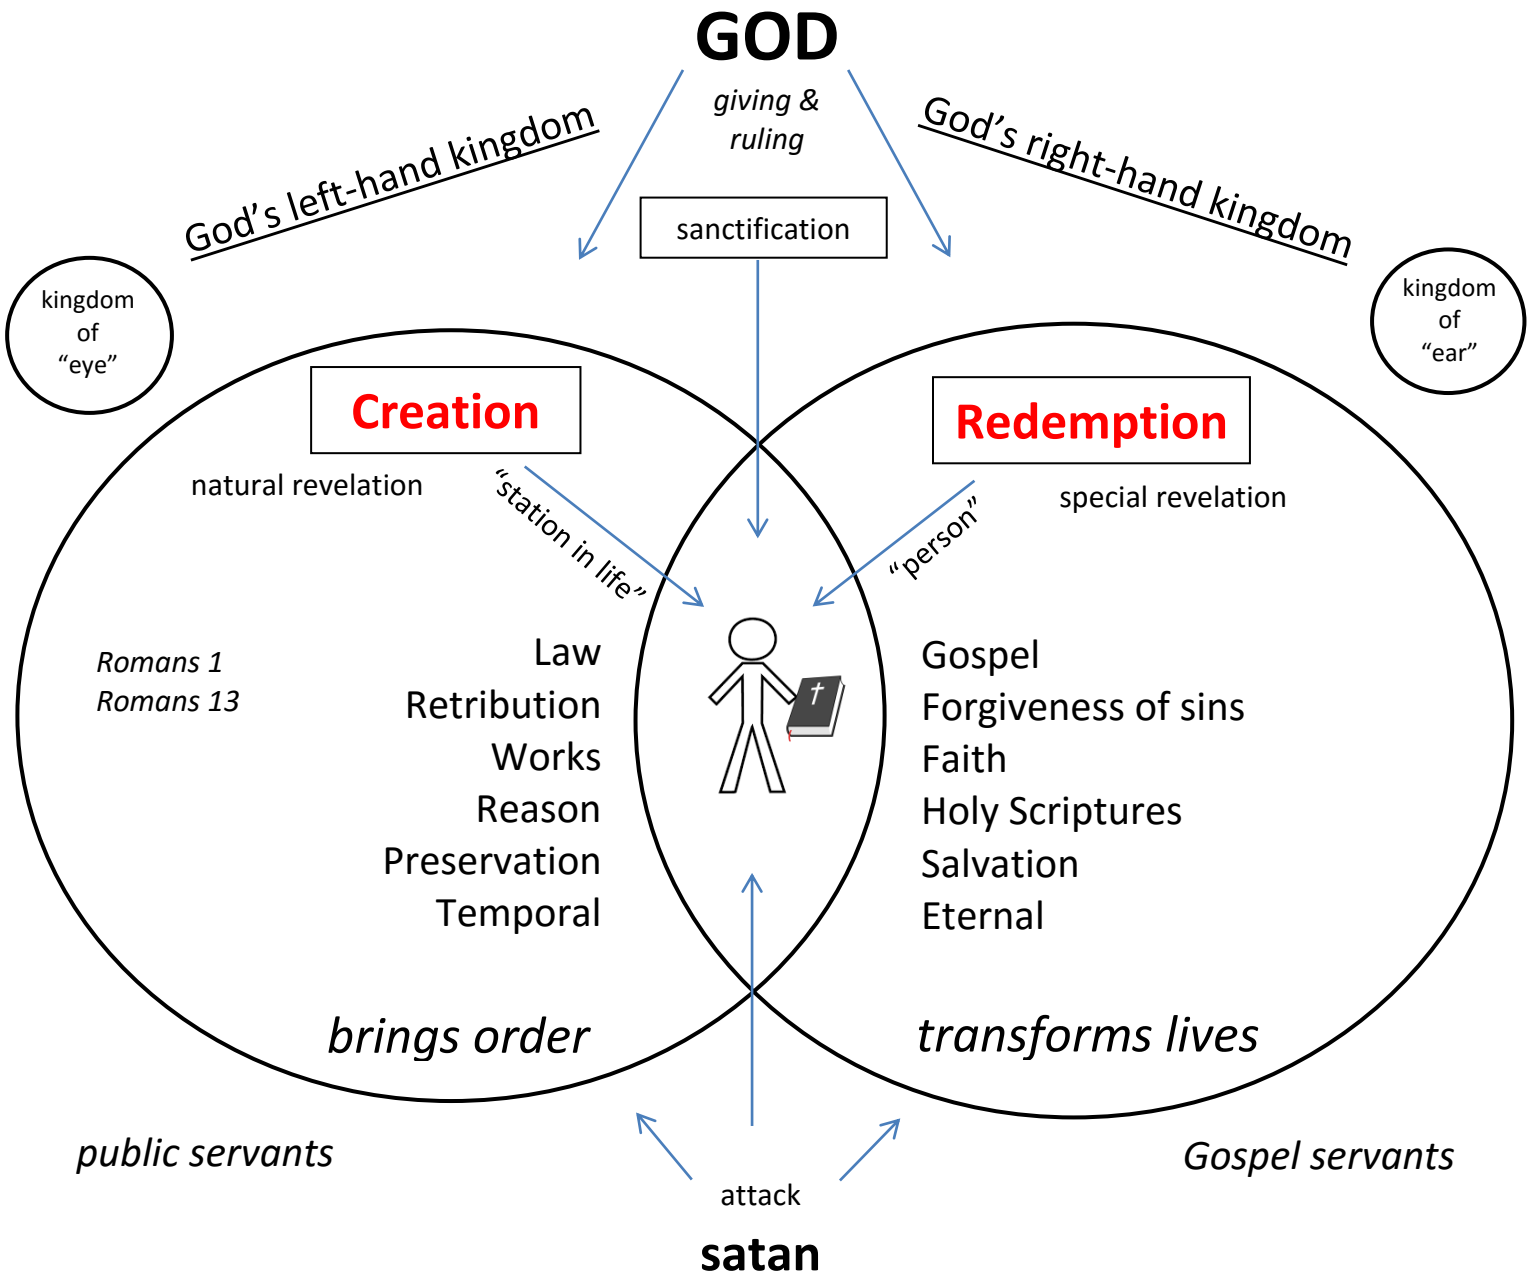 GOD
giving &
ruling
God's left-hand kingdom
God's right-hand kingdom
sanctification
kingdom
of
“eye”
kingdom
of
“ear”
Creation
Redemption
natural revelation
“station in life”
“person”
special revelation
Romans 1
Romans 13
Law
Retribution
Works
Reason
Preservation
Temporal
Gospel
Forgiveness of sins
Faith
Holy Scriptures
Salvation
Eternal
brings order
transforms lives
public servants
Gospel servants
attack
satan